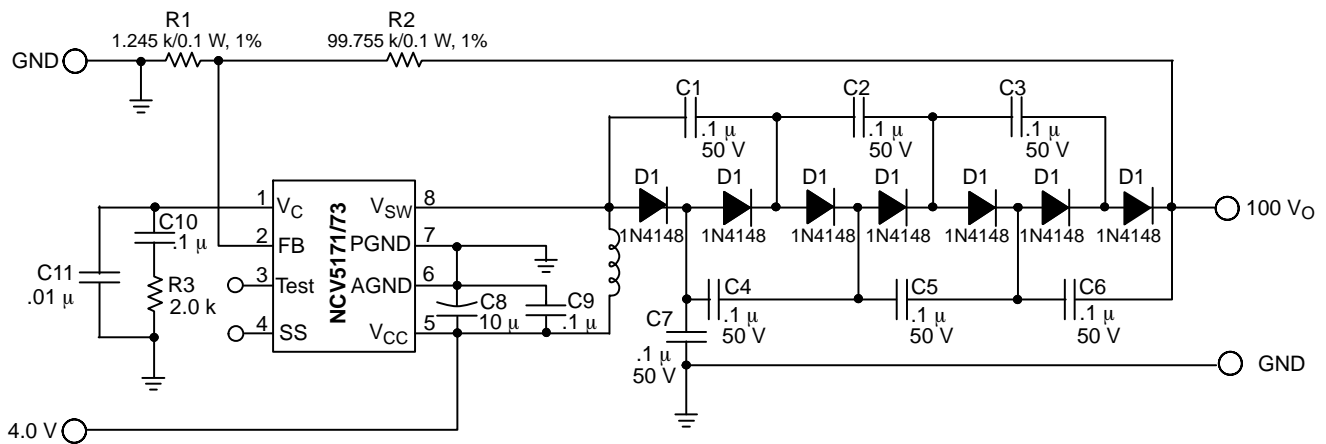 R1
1.245 k/0.1 W, 1%
R2
99.755 k/0.1 W, 1%
GND
C1
.1 μ
50 V
C2
.1 μ
50 V
C3
.1 μ
50 V
D1
1N4148
D1
1N4148
D1
1N4148
D1
1N4148
D1
1N4148
D1
1N4148
D1
1N4148
100 VO
1
VC
2
FB
3
Test
4
SS
NCV5171/73
VSW
8
PGND
7
AGND
6
VCC
5
C10
.1 μ
C11
.01 μ
R3
2.0 k
C8
10 μ
C9
.1 μ
C7
.1 μ
50 V
C4
.1 μ
50 V
C5
.1 μ
50 V
C6
.1 μ
50 V
GND
4.0 V